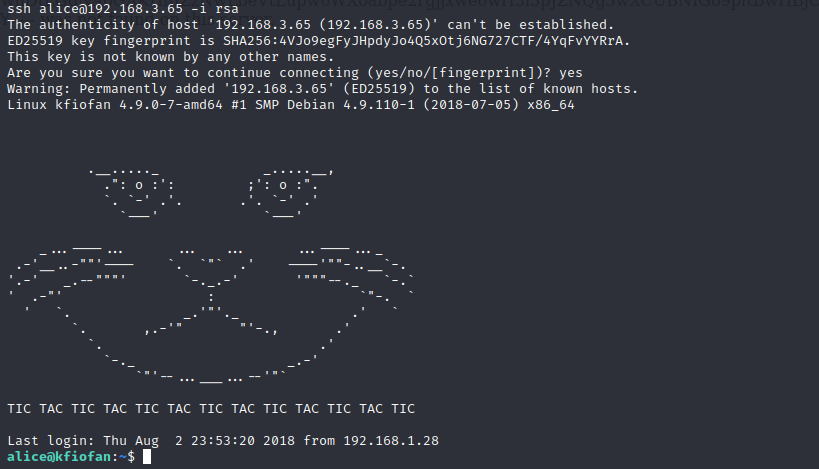 ssh alice@192.168.3.65 -i rsa
The authenticity of host '192.168.3.65 (192.168.3.65)' can't be established.
ED25519 key fingerprint is SHA256:4VJo9egFyJHpdyJo4Q5xOtj6NG727CTF/4YqFvYYRrA.
This key is not known by any other names.
Are you sure you want to continue connecting (yes/no/[fingerprint])? yes
Warning: Permanently added '192.168.3.65' (ED25519) to the list of known hosts.
Linux kfiofan 4.9.0-7-amd64 #1 SMP Debian 4.9.110-1 (2018-07-05) x86_64
TIC TAC TIC TAC TIC TAC TIC TAC TIC TAC TIC TAC TIC
Last login: Thu Aug  2 23:53:20 2018 from 192.168.1.28
alice@kfiofan:~$